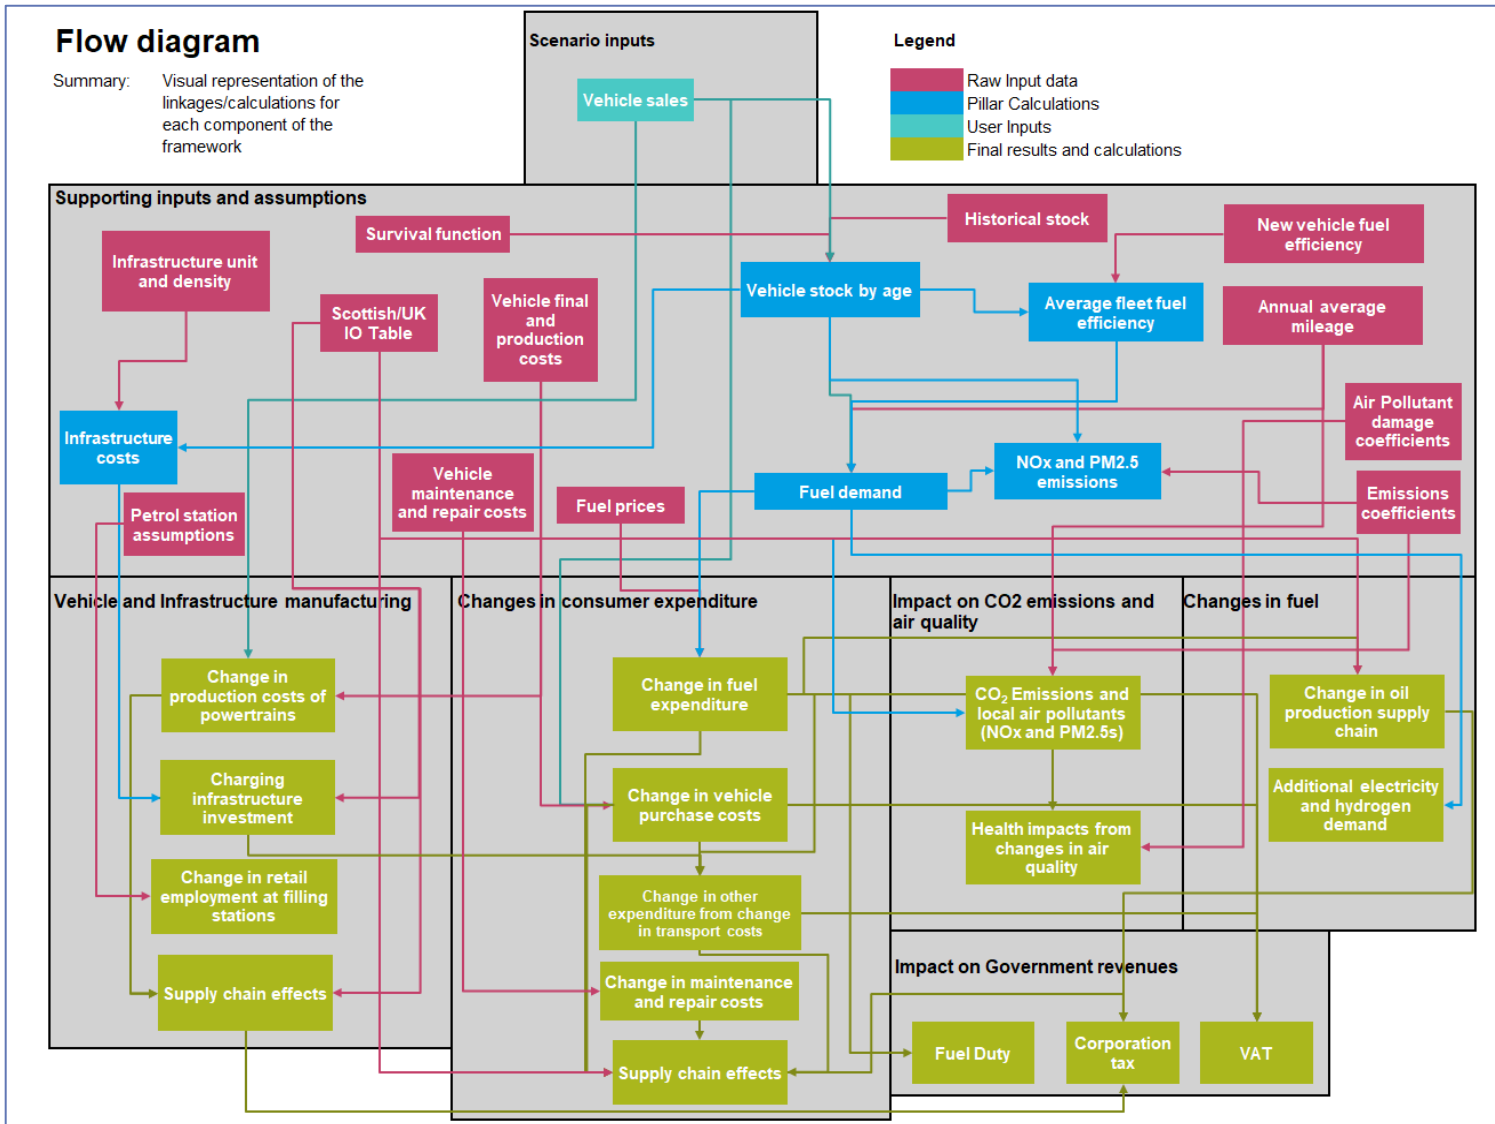 Flow diagram
Summary:
Visual representation of the
linkages/calculations for
each component of the
framework
Scenario inputs
Vehicle sales
Legend
Raw Input data
Pillar Calculations
User Inputs
Final results and calculations
Supporting inputs and assumptions
Survival function
Historical stock
New vehicle fuel
efficiency
Infrastructure unit
and density
Scottish/UK
IO Table
Vehicle final
and
production
costs
Vehicle stock by age
Average fleet fuel
efficiency
Annual average
mileage
Air Pollutant
damage
coefficients
Infrastructure
costs
Vehicle
maintenance
and repair costs
Fuel prices
Fuel demand
NOx and PM2.5
emissions
Emissions
coefficients
Petrol station
assumptions
Vehicle and Infrastructure manufacturing
Change in
production costs of
powertrains
Charging
infrastructure
investment
Change in retail
employment at filling
stations
Supply chain effects
Changes in consumer expenditure
Change in fuel
expenditure
Change in vehicle
purchase costs
Change in other
expenditure from change
in transport costs
Change in maintenance
and repair costs
Supply chain effects
Impact on CO2 emissions and
air quality
CO2 Emissions and
local air pollutants
(NOx and PM2.5s)
Health impacts from
changes in air
quality
Changes in fuel
Change in oil
production supply
chain
Additional electricity
and hydrogen
demand
Impact on Government revenues
Fuel Duty
Corporation
tax
VAT